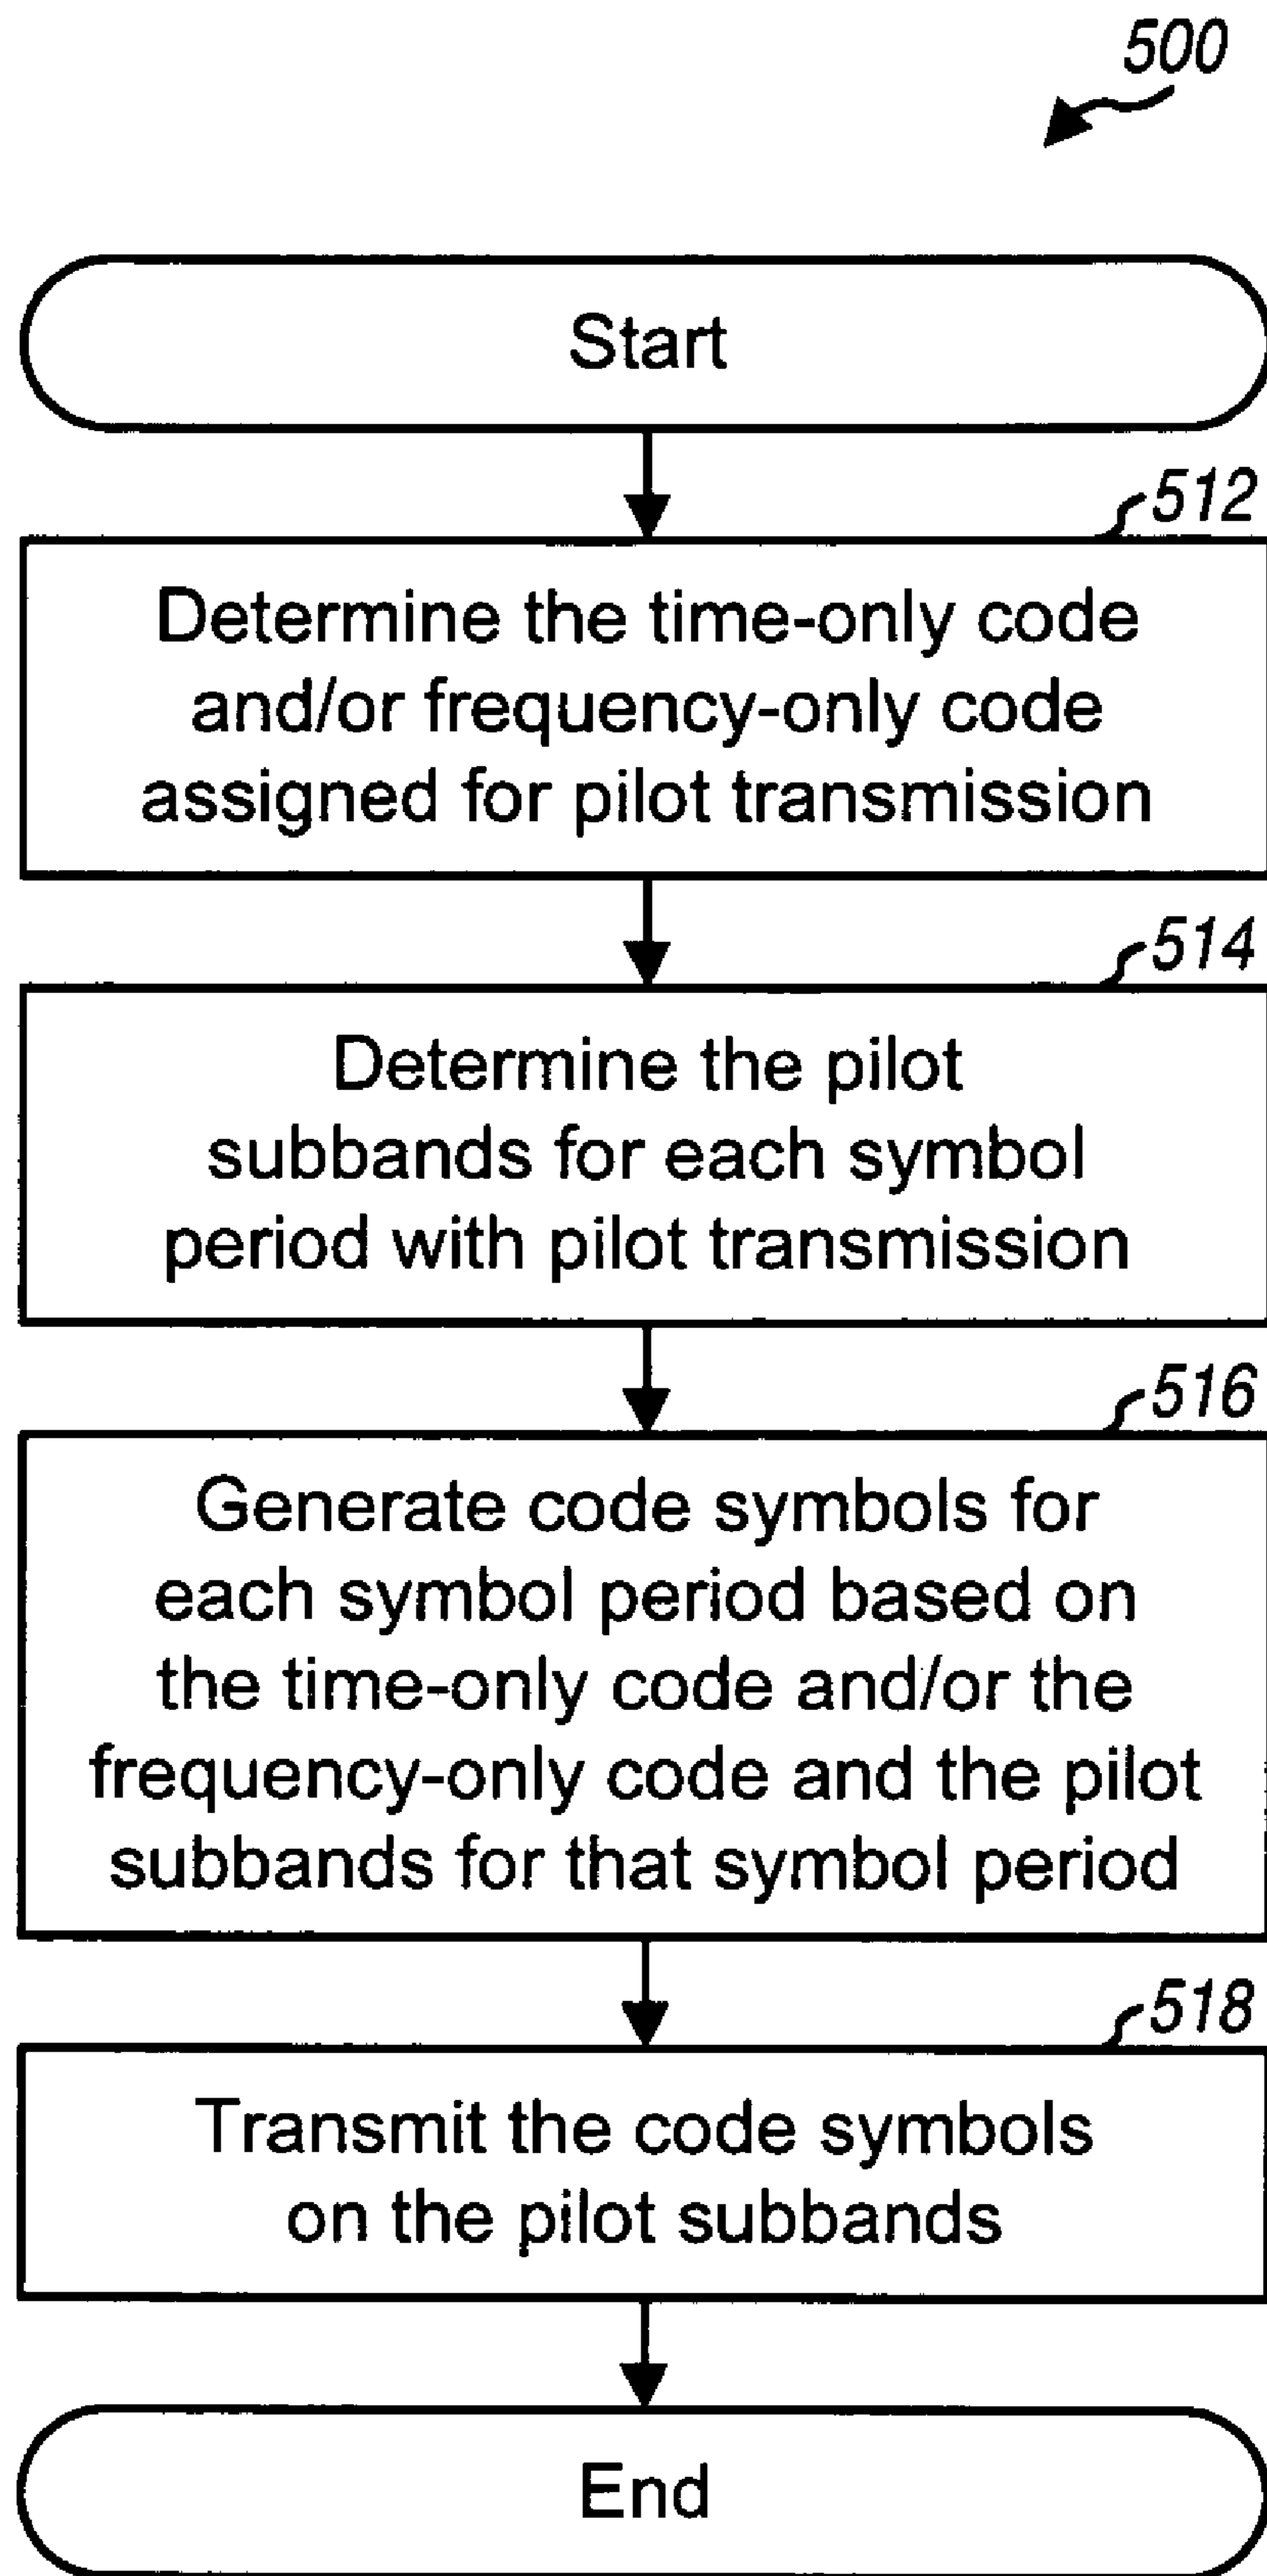 500
Start
512
Determine the time-only code
and/or frequency-only code
assigned for pilot transmission
514
Determine the pilot
subbands for each symbol
period with pilot transmission
516
Generate code symbols for
each symbol period based on
the time-only code and/or the
frequency-only code and the pilot
subbands for that symbol period
518
Transmit the code symbols
on the pilot subbands
End